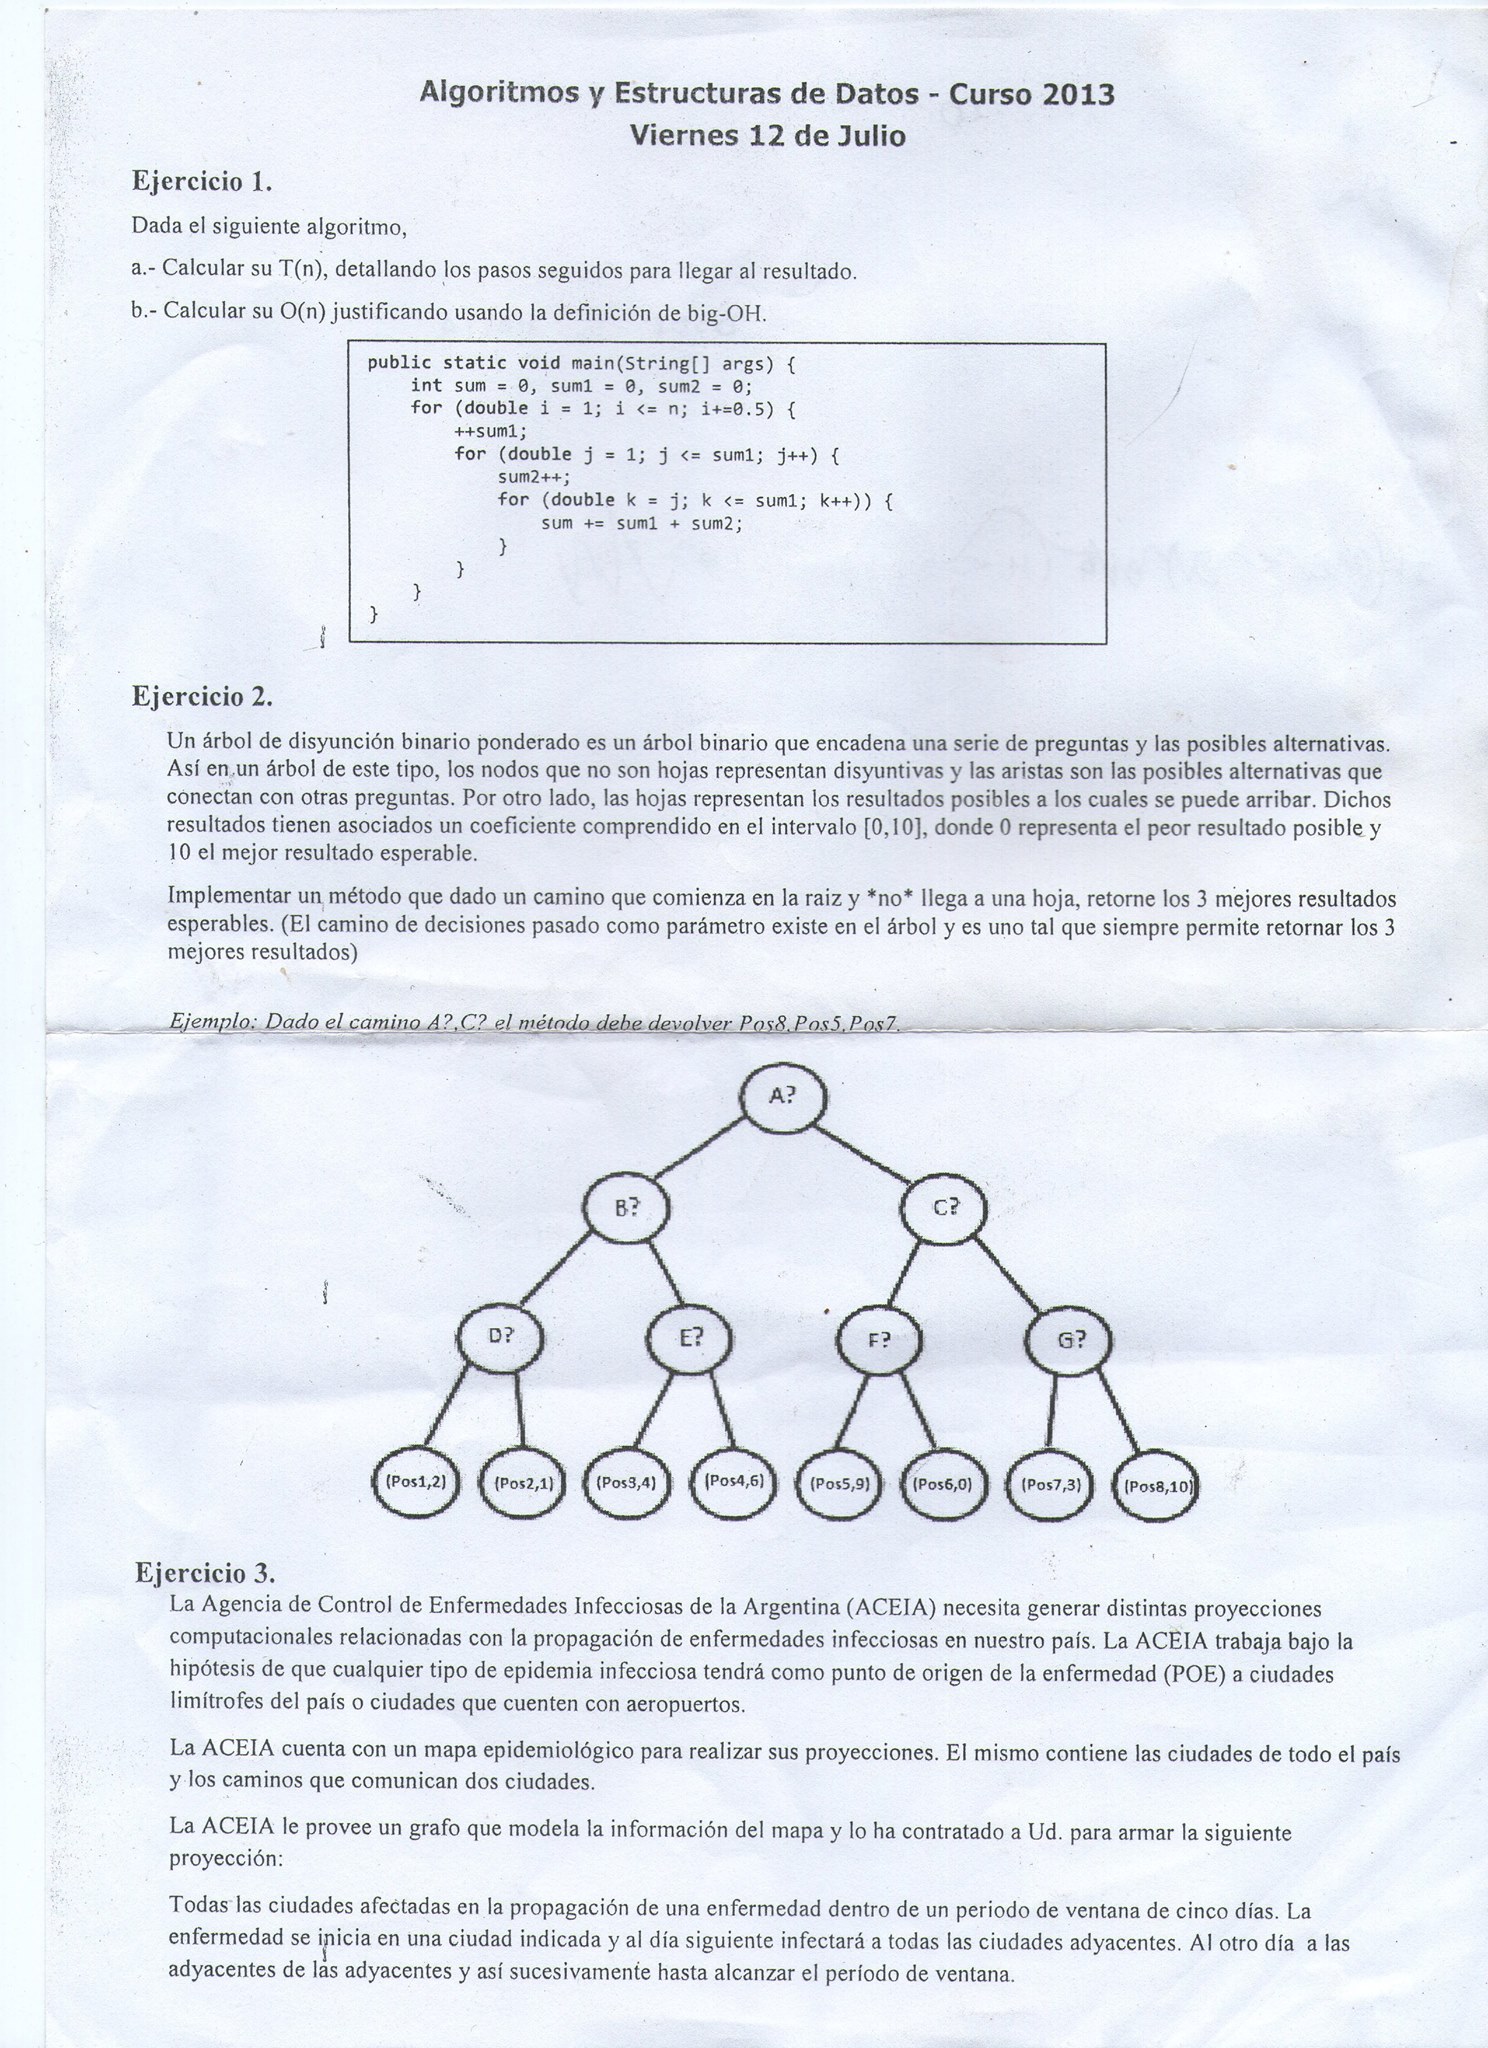 Algoritmos y Estructuras de Datos - Curso 2013
Viernes 12 de Julio
Ejercicio 1.
Dada el siguiente algoritmo,
a.- Calcular su T(n), detallando los pasos seguidos para llegar al resultado.
b.- Calcular su O(n) justificando usando la definición de big-OH.
public static void main(String[] args) {
int sum = 0, sum1 = 0, sum2 = 0;
for (double i = 1; i <= n; i+=0.5) {
++sum1;
for (double j = 1; j <= sum1; j++) {
sum2++;
for (double k = j; k <= sum1; k++)) {
sum += sum1 + sum2;
}
}
}
}
Ejercicio 2.
Un árbol de disyunción binario ponderado es un árbol binario que encadena una serie de preguntas y las posibles alternativas.
Así en un árbol de este tipo, los nodos que no son hojas representan disyuntivas y las aristas son las posibles alternativas que
conectan con otras preguntas. Por otro lado, las hojas representan los resultados posibles a los cuales se puede arribar. Dichos
resultados tienen asociados un coeficiente comprendido en el intervalo [0,10], donde 0 representa el peor resultado posible y
10 el mejor resultado esperable.
Implementar un método que dado un camino que comienza en la raiz y *no* llega a una hoja, retorne los 3 mejores resultados
esperables. (El camino de decisiones pasado como parámetro existe en el árbol y es uno tal que siempre permite retornar los 3
mejores resultados)
Ejemplo: Dado el camino A?,C? el método debe devolver Pos8,Pos5,Pos7.
A?
B? C?
D? E? F? G?
(Pos1,2) (Pos2,1) (Pos3,4) (Pos4,6) (Pos5,9) (Pos6,0) (Pos7,3) (Pos8,10)
Ejercicio 3.
La Agencia de Control de Enfermedades Infecciosas de la Argentina (ACEIA) necesita generar distintas proyecciones
computacionales relacionadas con la propagación de enfermedades infecciosas en nuestro país. La ACEIA trabaja bajo la
hipótesis de que cualquier tipo de epidemia infecciosa tendrá como punto de origen de la enfermedad (POE) a ciudades
limítrofes del país o ciudades que cuenten con aeropuertos.
La ACEIA cuenta con un mapa epidemiológico para realizar sus proyecciones. El mismo contiene las ciudades de todo el país
y los caminos que comunican dos ciudades.
La ACEIA le provee un grafo que modela la información del mapa y lo ha contratado a Ud. para armar la siguiente
proyección:
Todas las ciudades afectadas en la propagación de una enfermedad dentro de un periodo de ventana de cinco días. La
enfermedad se inicia en una ciudad indicada y al día siguiente infectará a todas las ciudades adyacentes. Al otro día a las
adyacentes de las adyacentes y así sucesivamente hasta alcanzar el período de ventana.